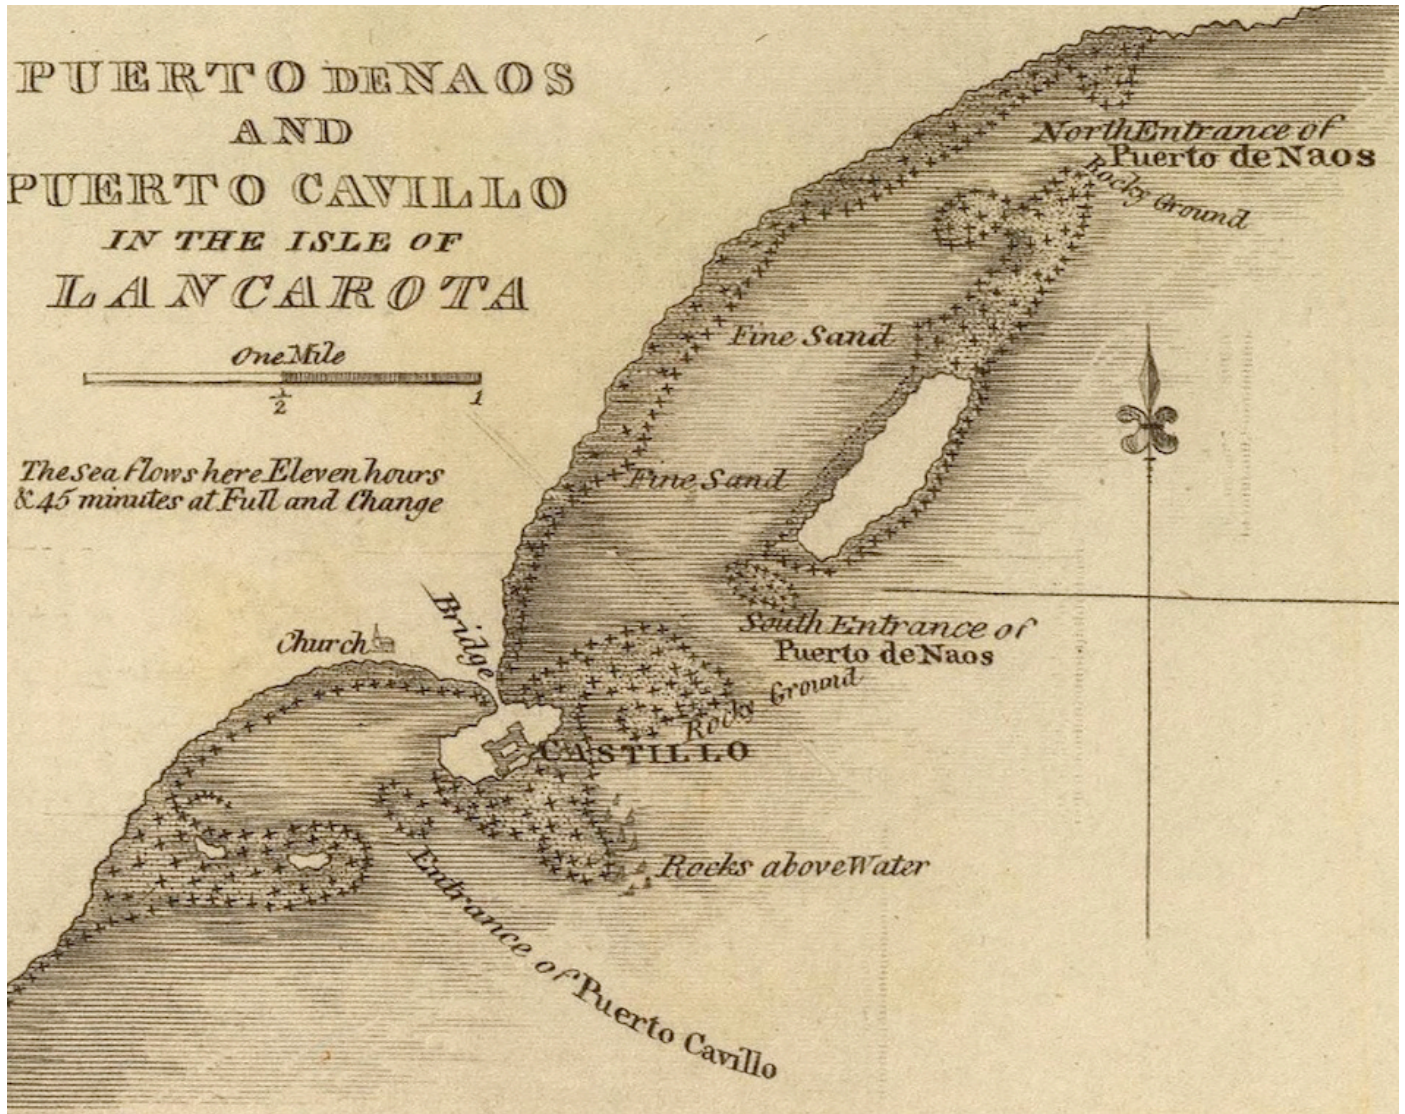 PUERTO DE NAOS
AND
PUERTO CAVILLO
IN THE ISLE OF
LANCAROTA
One Mile
1/2
1
The Sea flows here Eleven hours
& 45 minutes at Full and Change
North Entrance of
Puerto de Naos
Rocky Ground
Fine Sand
Fine Sand
South Entrance of
Puerto de Naos
Rocky Ground
Bridge
Church
CASTILLO
Rocks above Water
Entrance of Puerto Cavillo